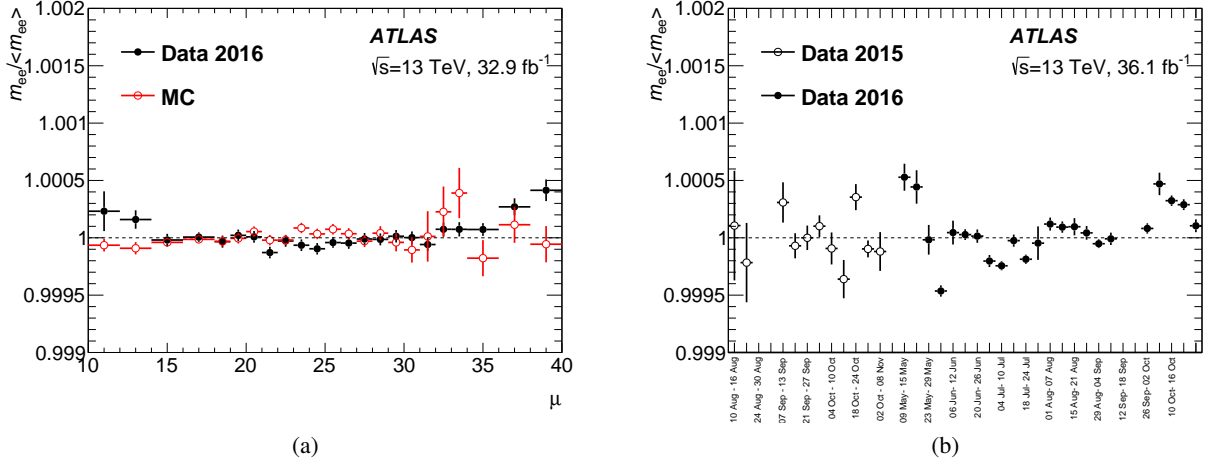 m_ee/<m_ee>
1.002
1.0015
1.001
1.0005
1
0.9995
0.999
Data 2016
MC
ATLAS
√s=13 TeV, 32.9 fb⁻¹
10 15 20 25 30 35 40
μ
(a)
m_ee/<m_ee>
1.002
1.0015
1.001
1.0005
1
0.9995
0.999
Data 2015
Data 2016
ATLAS
√s=13 TeV, 36.1 fb⁻¹
10 Aug - 16 Aug
24 Aug - 30 Aug
07 Sep - 13 Sep
21 Sep - 27 Sep
04 Oct - 10 Oct
18 Oct - 24 Oct
02 Oct - 08 Nov
09 May- 15 May
23 May- 29 May
06 Jun- 12 Jun
20 Jun- 26 Jun
04 Jul- 10 Jul
18 Jul- 24 Jul
01 Aug- 07 Aug
15 Aug- 21 Aug
29 Aug- 04 Sep
12 Sep- 18 Sep
26 Sep- 02 Oct
10 Oct- 16 Oct
(b)